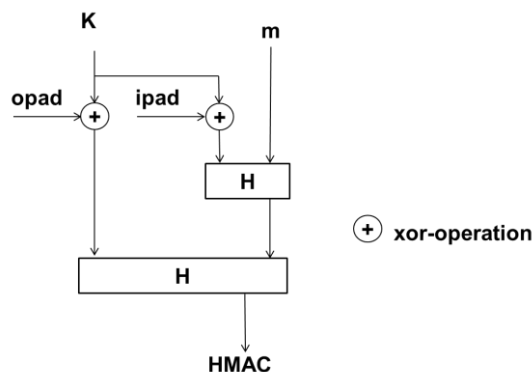 K
m
opad
ipad
+
+
H
+ xor-operation
H
HMAC